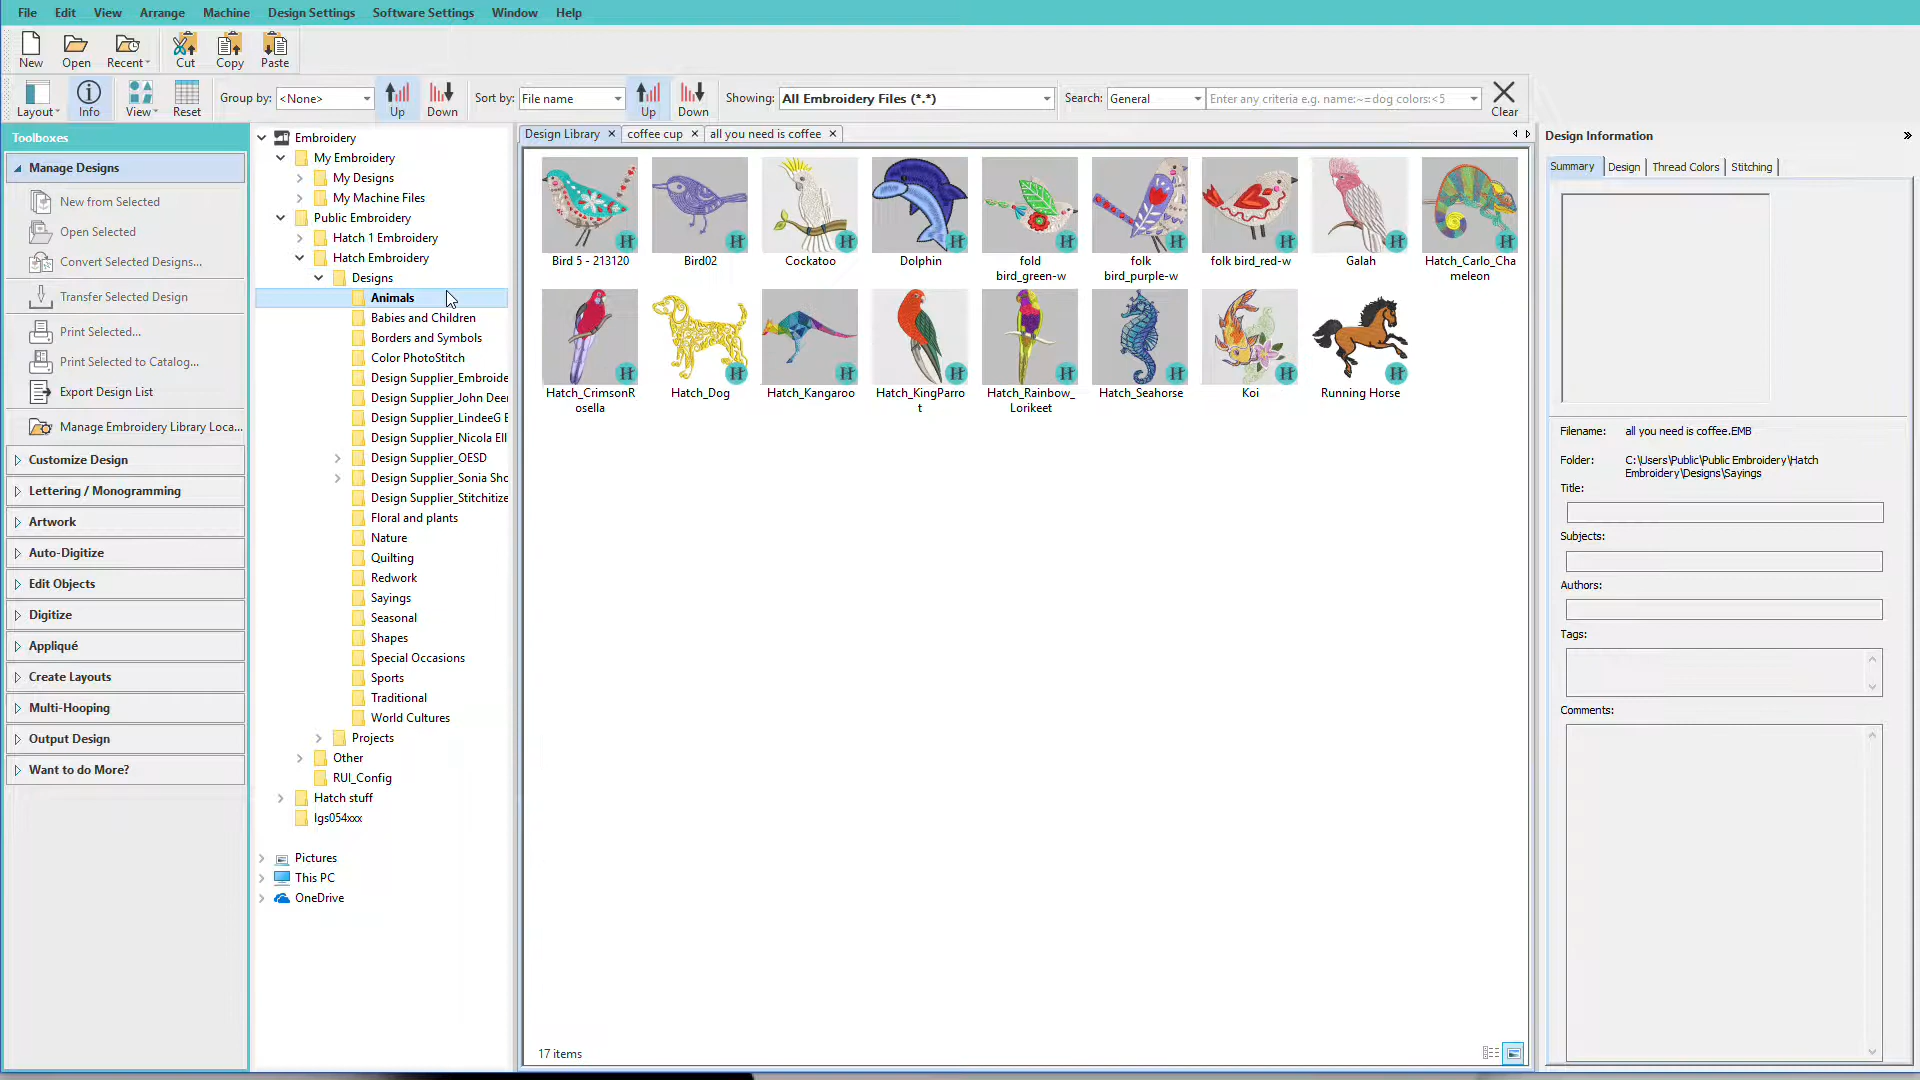 File Edit View Arrange Machine Design Settings Software Settings Window Help
New Open Recent Cut Copy Paste
Layout Info View Reset Group by: <None> Up Down Sort by: File name Up Down Showing: All Embroidery Files (*.*) Search: General Enter any criteria e.g. name:~=dog colors:<5 Clear
Toolboxes
Manage Designs
New from Selected
Open Selected
Convert Selected Designs...
Transfer Selected Design
Print Selected...
Print Selected to Catalog...
Export Design List
Manage Embroidery Library Loca...
Customize Design
Lettering / Monogramming
Artwork
Auto-Digitize
Edit Objects
Digitize
Appliqué
Create Layouts
Multi-Hooping
Output Design
Want to do More?
Embroidery
My Embroidery
My Designs
My Machine Files
Public Embroidery
Hatch 1 Embroidery
Hatch Embroidery
Designs
Animals
Babies and Children
Borders and Symbols
Color PhotoStitch
Design Supplier_Embroide
Design Supplier_John Deer
Design Supplier_LindeeG E
Design Supplier_Nicola Ell
Design Supplier_OESD
Design Supplier_Sonia Sho
Design Supplier_Stitchitize
Floral and plants
Nature
Quilting
Redwork
Sayings
Seasonal
Shapes
Special Occasions
Sports
Traditional
World Cultures
Projects
Other
RUI_Config
Hatch stuff
lgs054xxx
Pictures
This PC
OneDrive
Design Library coffee cup all you need is coffee
Bird 5 - 213120 Bird02 Cockatoo Dolphin fold bird_green-w folk bird_purple-w folk bird_red-w Galah Hatch_Carlo_Chameleon
Hatch_CrimsonRosella Hatch_Dog Hatch_Kangaroo Hatch_KingParrot Hatch_Rainbow_Lorikeet Hatch_Seahorse Koi Running Horse
17 items
Design Information
Summary Design Thread Colors Stitching
Filename: all you need is coffee.EMB
Folder: C:\Users\Public\Public Embroidery\Hatch
Embroidery\Designs\Sayings
Title:
Subjects:
Authors:
Tags:
Comments: